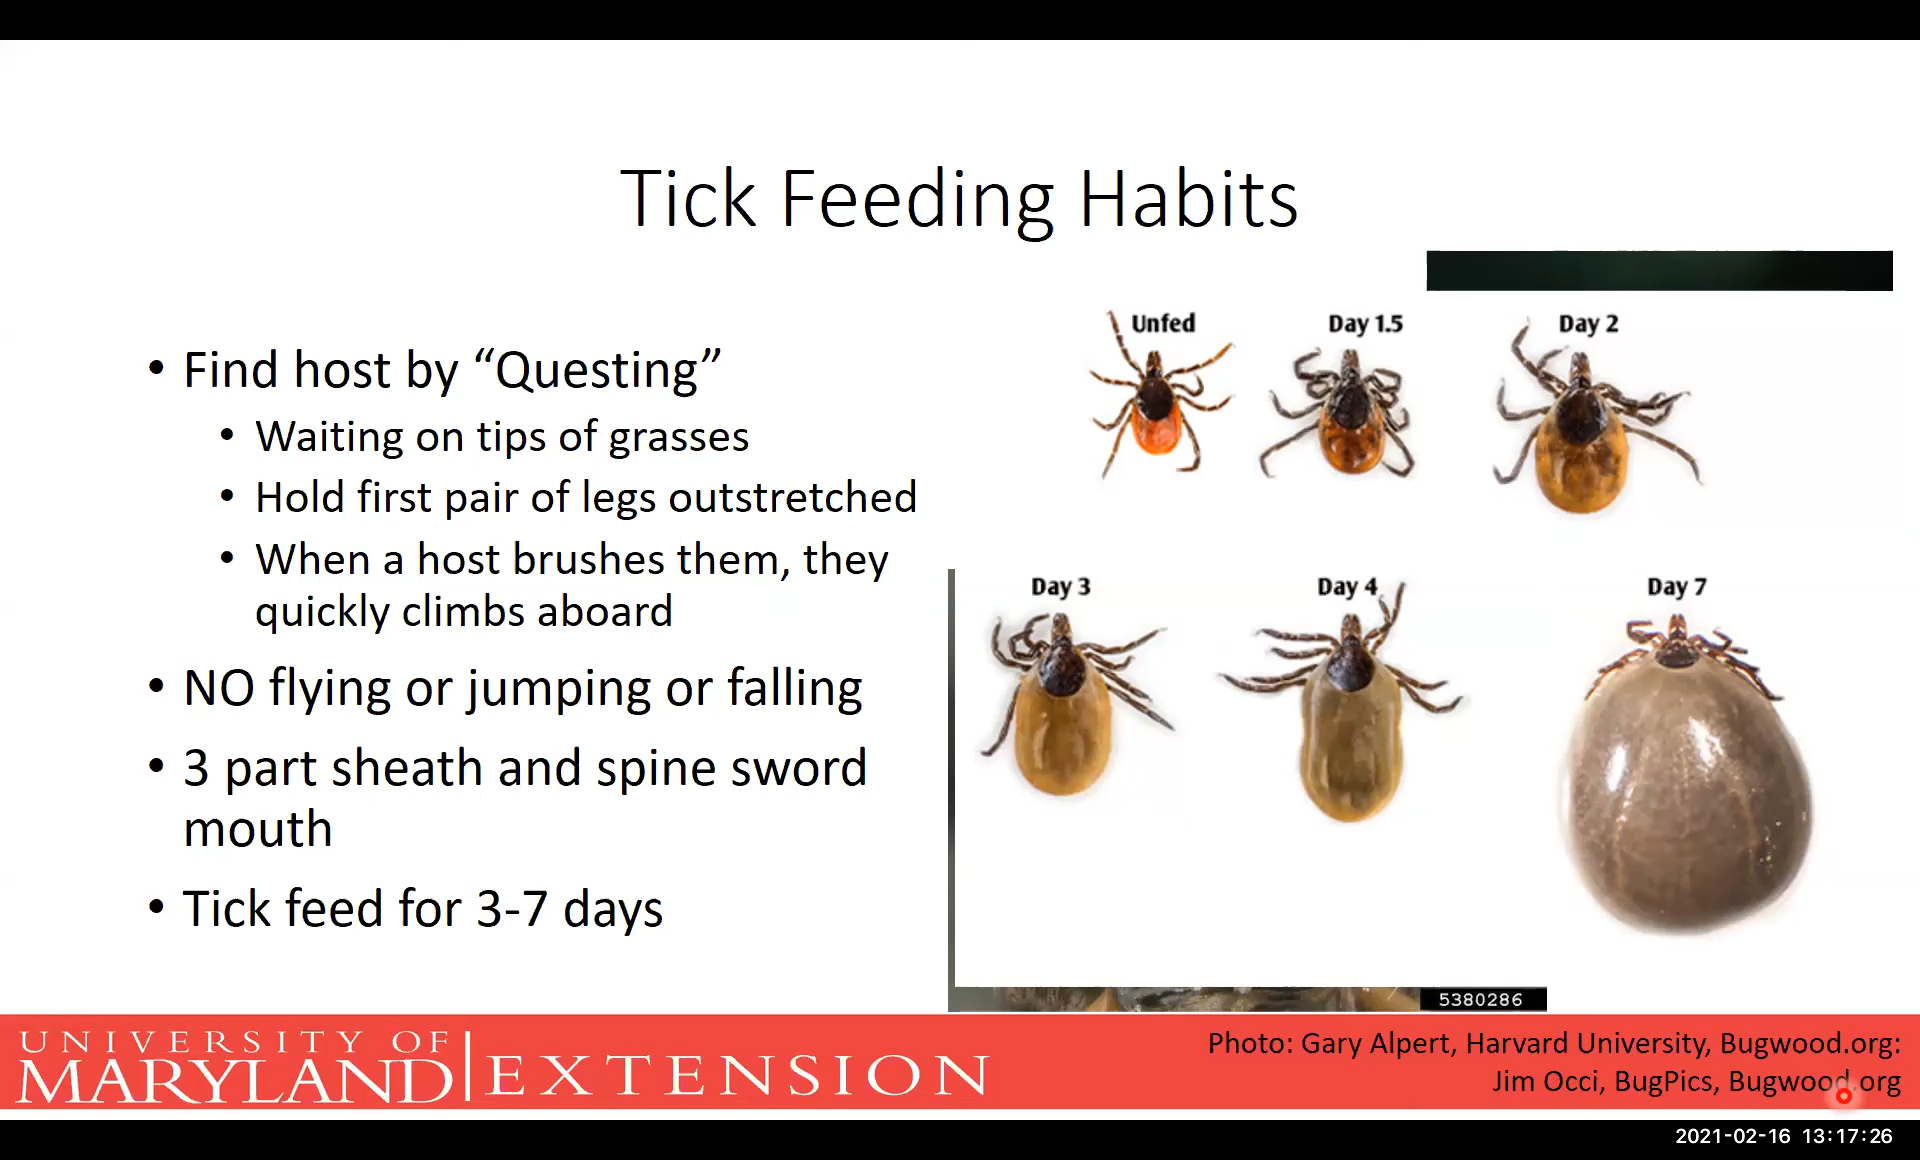 Tick Feeding Habits
• Find host by “Questing”
• Waiting on tips of grasses
• Hold first pair of legs outstretched
• When a host brushes them, they
quickly climbs aboard
• NO flying or jumping or falling
• 3 part sheath and spine sword
mouth
• Tick feed for 3-7 days
Unfed
Day 1.5
Day 2
Day 3
Day 4
Day 7
5380286
UNIVERSITY OF
MARYLAND
EXTENSION
Photo: Gary Alpert, Harvard University, Bugwood.org:
Jim Occi, BugPics, Bugwood.org
2021-02-16 13:17:26